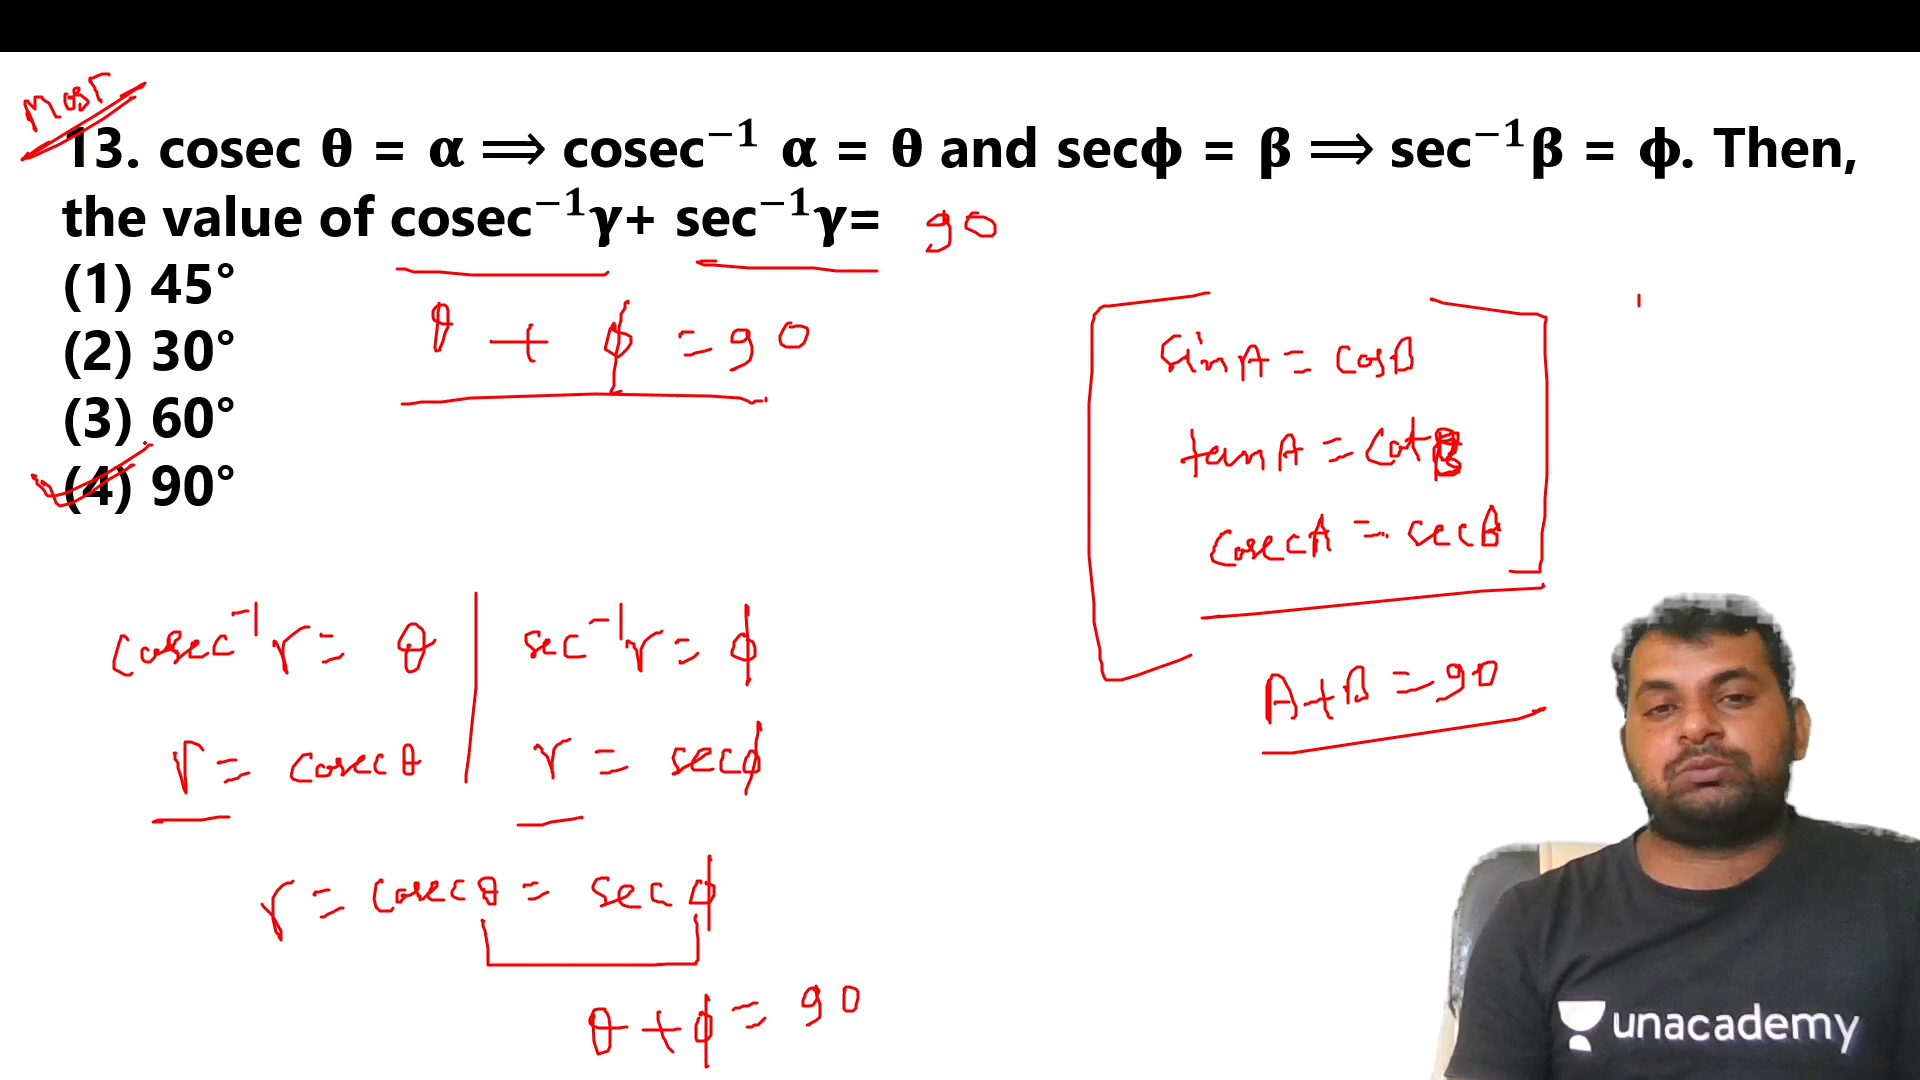 Most
13. cosec θ = α ⟹ cosec⁻¹ α = θ and secϕ = β ⟹ sec⁻¹β = ϕ. Then,
the value of cosec⁻¹γ+ sec⁻¹γ= 90
(1) 45°
(2) 30°
(3) 60°
(4) 90°
θ + ϕ = 90
sinA = cosB
tanA = cotB
cosecA = secB
A+B = 90
cosec⁻¹r = θ
sec⁻¹r = ϕ
r = cosecθ
r = secϕ
r = cosecθ = secϕ
θ + ϕ = 90
unacademy